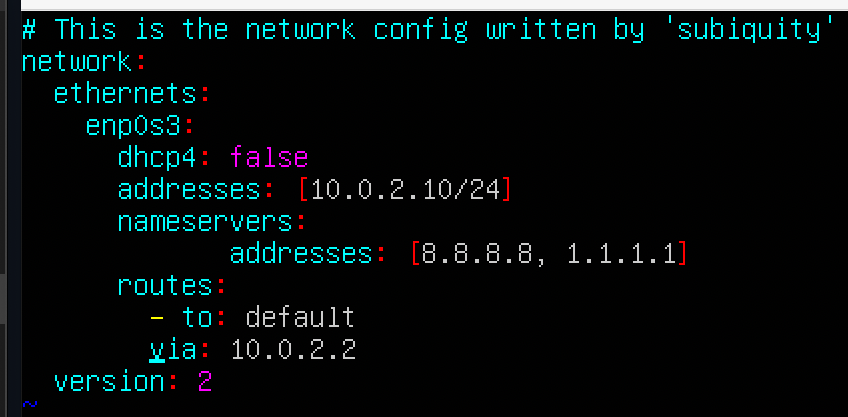 # This is the network config written by 'subiquity'
network:
  ethernets:
    enp0s3:
      dhcp4: false
      addresses: [10.0.2.10/24]
      nameservers:
             addresses: [8.8.8.8, 1.1.1.1]
      routes:
        - to: default
        via: 10.0.2.2
  version: 2
~